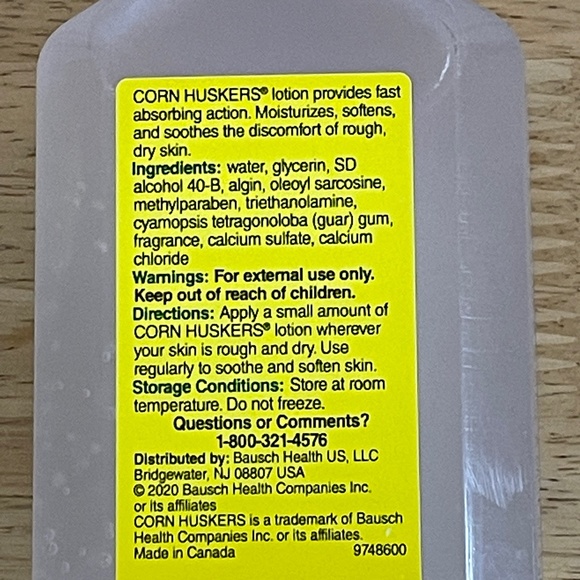 CORN HUSKERS® lotion provides fast
absorbing action. Moisturizes, softens,
and soothes the discomfort of rough,
dry skin.
Ingredients: water, glycerin, SD
alcohol 40-B, algin, oleoyl sarcosine,
methylparaben, triethanolamine,
cyamopsis tetragonoloba (guar) gum,
fragrance, calcium sulfate, calcium
chloride
Warnings: For external use only.
Keep out of reach of children.
Directions: Apply a small amount of
CORN HUSKERS® lotion wherever
your skin is rough and dry. Use
regularly to soothe and soften skin.
Storage Conditions: Store at room
temperature. Do not freeze.
Questions or Comments?
1-800-321-4576
Distributed by: Bausch Health US, LLC
Bridgewater, NJ 08807 USA
© 2020 Bausch Health Companies Inc.
or its affiliates
CORN HUSKERS is a trademark of Bausch
Health Companies Inc. or its affiliates.
Made in Canada 9748600